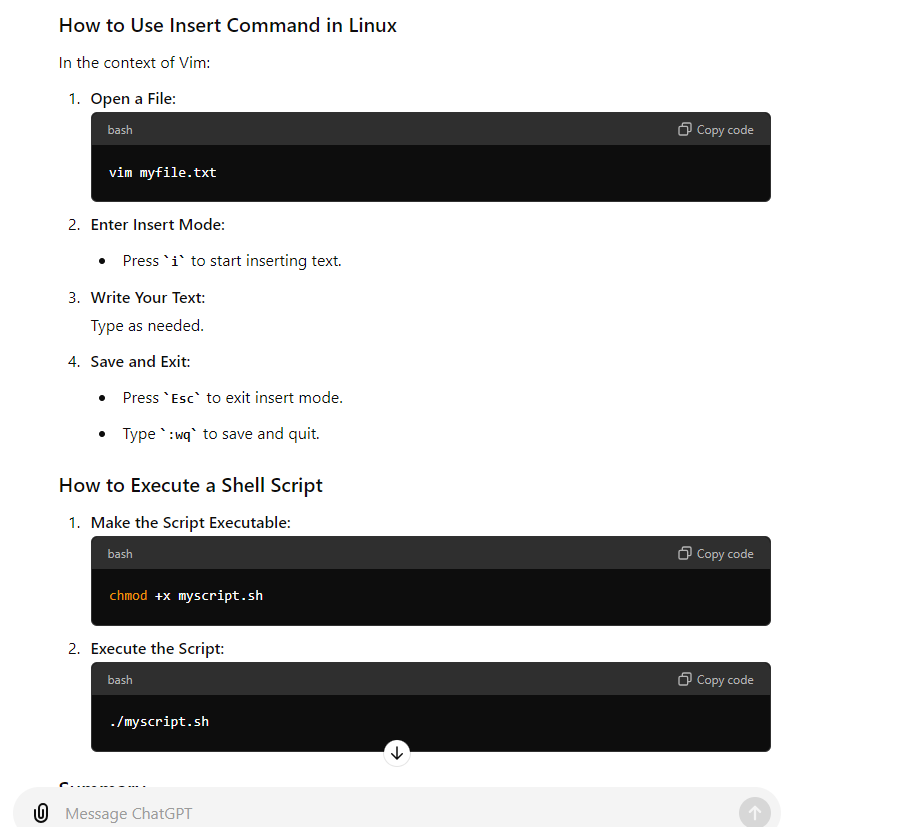 How to Use Insert Command in Linux
In the context of Vim:
1. Open a File:
bash Copy code
vim myfile.txt
2. Enter Insert Mode:
• Press `i` to start inserting text.
3. Write Your Text:
Type as needed.
4. Save and Exit:
• Press `Esc` to exit insert mode.
• Type `:wq` to save and quit.
How to Execute a Shell Script
1. Make the Script Executable:
bash Copy code
chmod +x myscript.sh
2. Execute the Script:
bash Copy code
./myscript.sh
Summary
Message ChatGPT